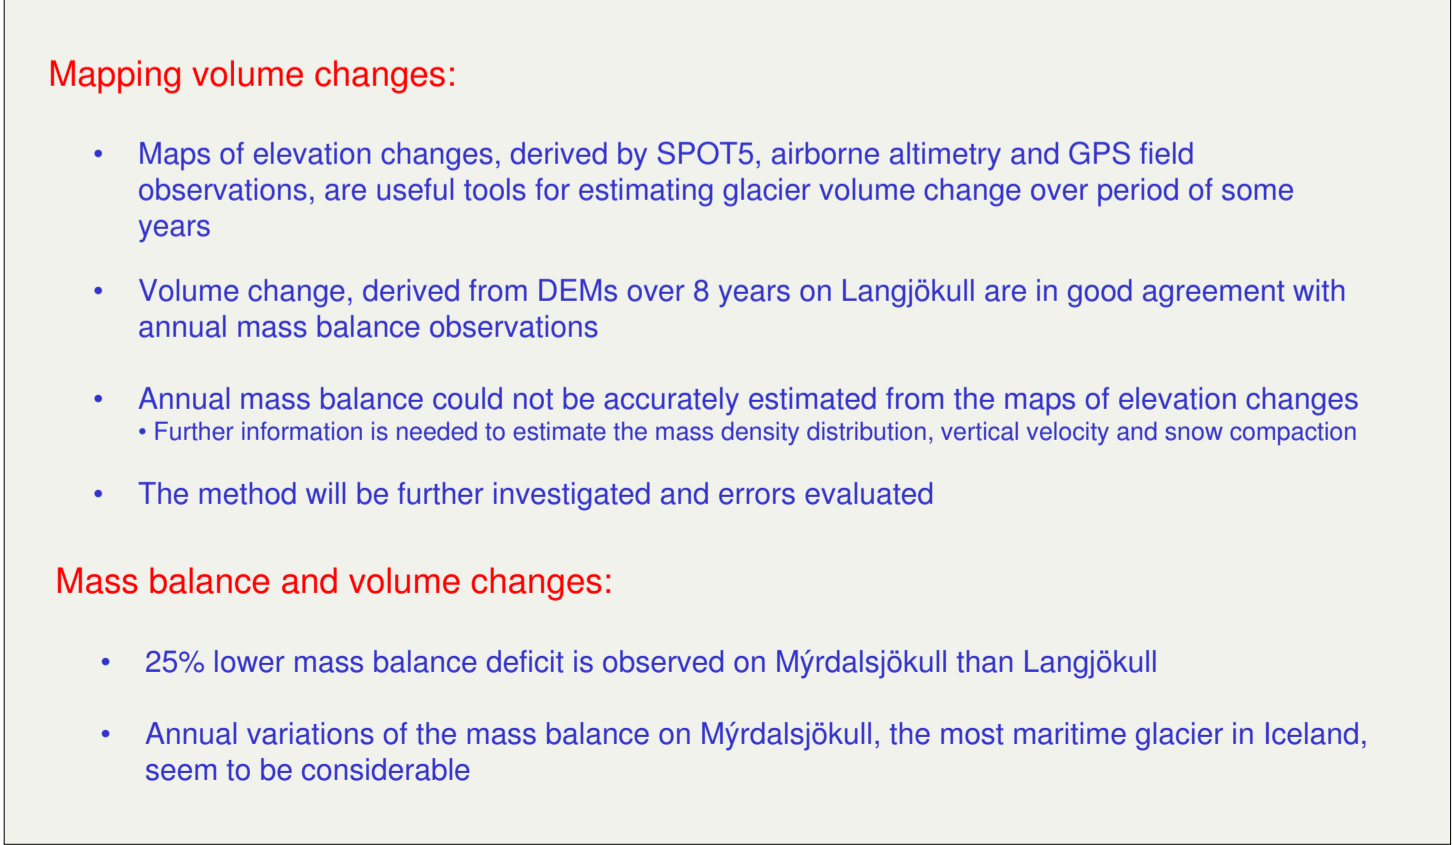 Mapping volume changes:
• Maps of elevation changes, derived by SPOT5, airborne altimetry and GPS field
observations, are useful tools for estimating glacier volume change over period of some
years
• Volume change, derived from DEMs over 8 years on Langjökull are in good agreement with
annual mass balance observations
• Annual mass balance could not be accurately estimated from the maps of elevation changes
• Further information is needed to estimate the mass density distribution, vertical velocity and snow compaction
• The method will be further investigated and errors evaluated
Mass balance and volume changes:
• 25% lower mass balance deficit is observed on Mýrdalsjökull than Langjökull
• Annual variations of the mass balance on Mýrdalsjökull, the most maritime glacier in Iceland,
seem to be considerable